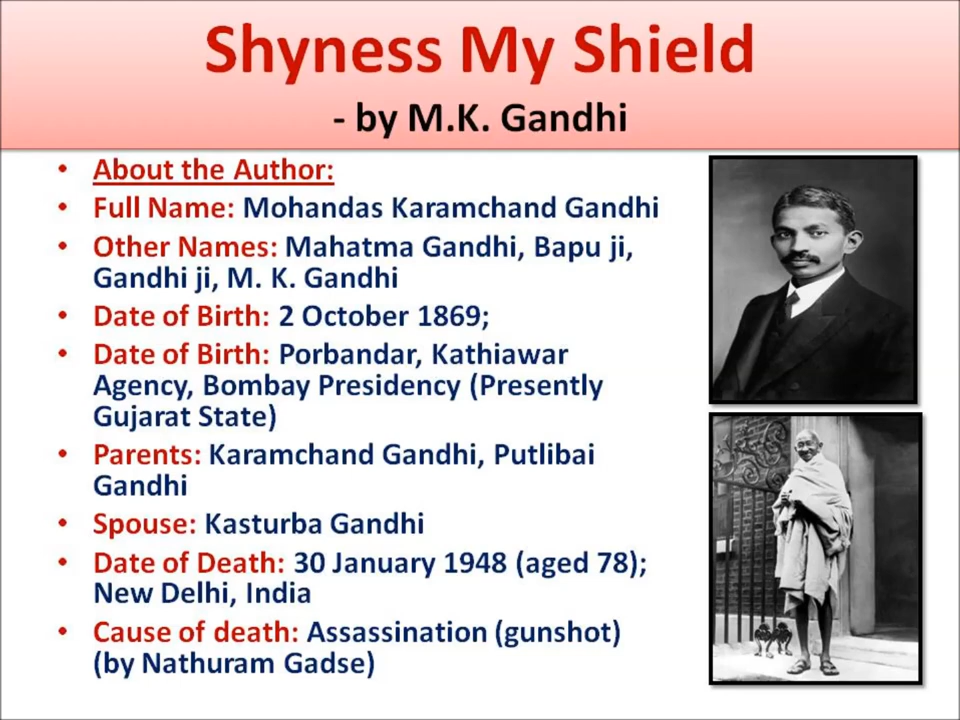 Shyness My Shield
- by M.K. Gandhi
• About the Author:
• Full Name: Mohandas Karamchand Gandhi
• Other Names: Mahatma Gandhi, Bapu ji,
Gandhi ji, M. K. Gandhi
• Date of Birth: 2 October 1869;
• Date of Birth: Porbandar, Kathiawar
Agency, Bombay Presidency (Presently
Gujarat State)
• Parents: Karamchand Gandhi, Putlibai
Gandhi
• Spouse: Kasturba Gandhi
• Date of Death: 30 January 1948 (aged 78);
New Delhi, India
• Cause of death: Assassination (gunshot)
(by Nathuram Gadse)